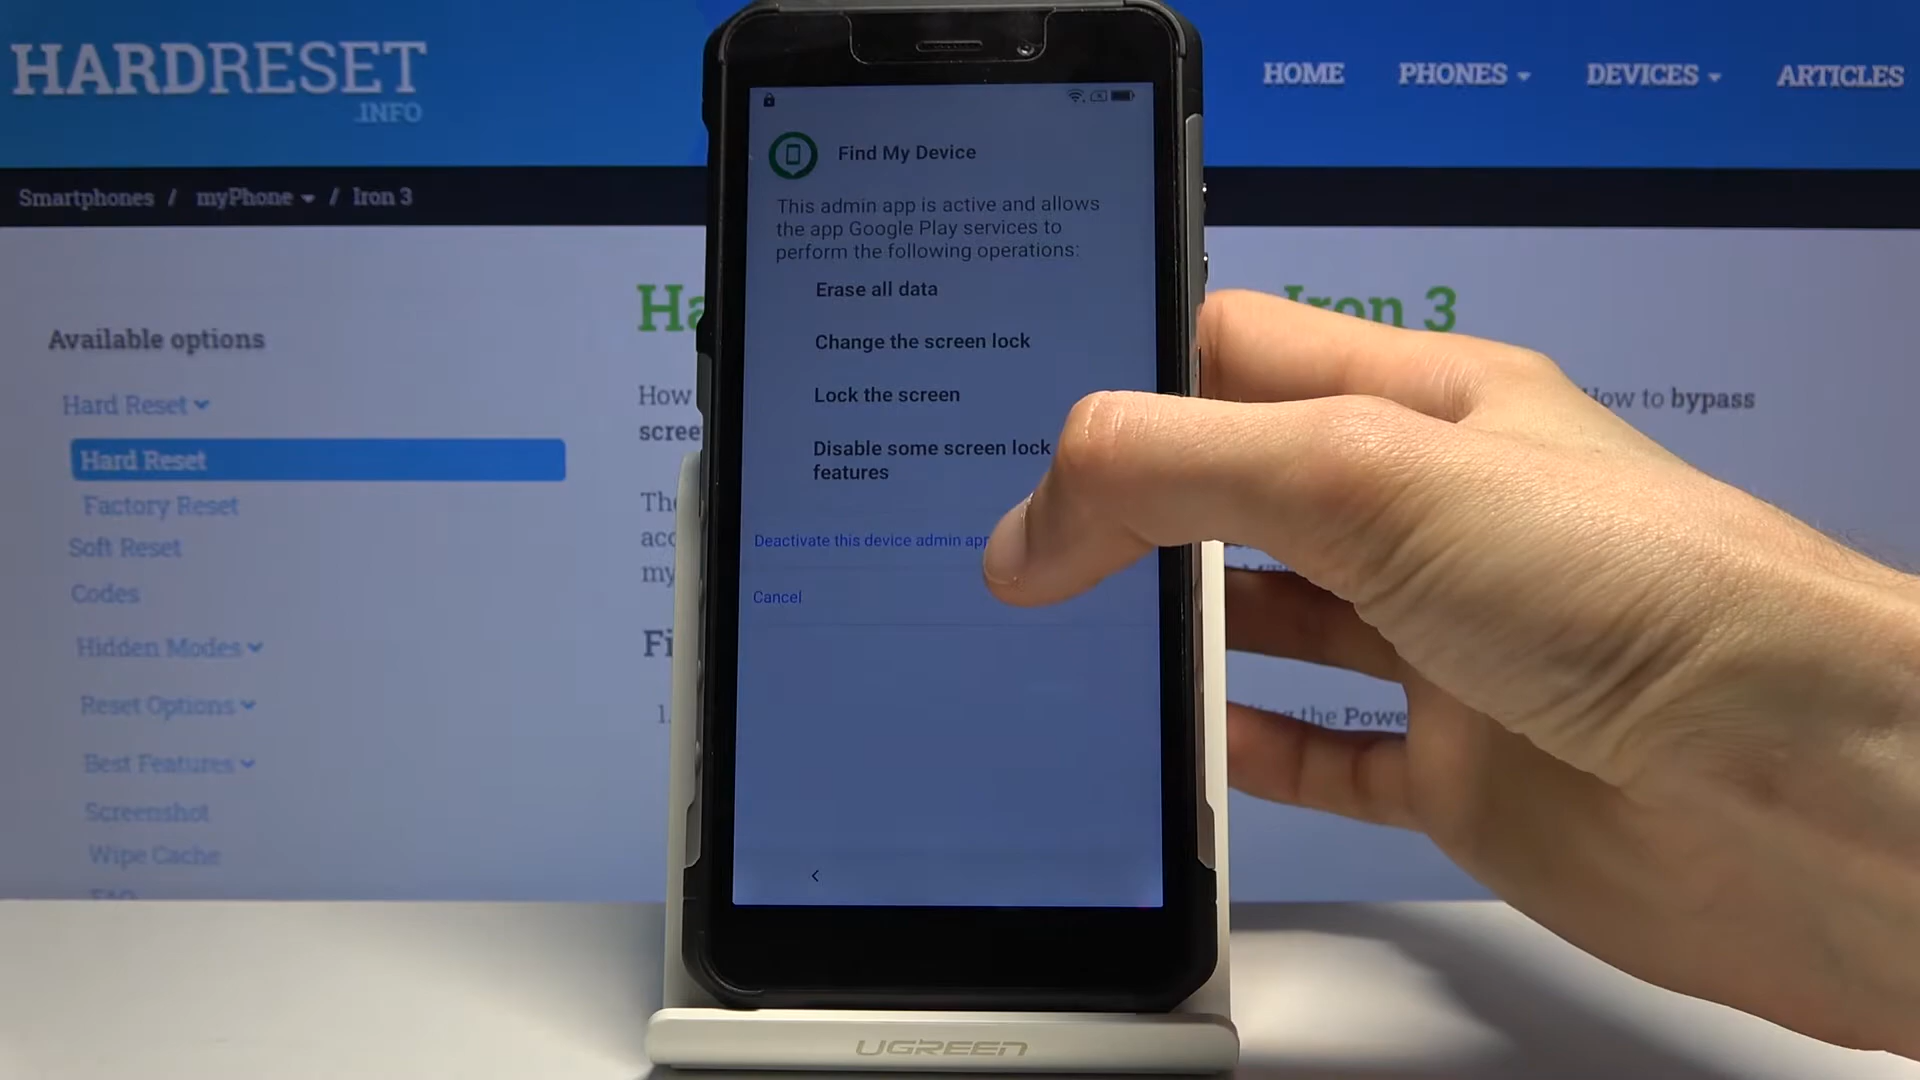 HARDRESET
.INFO
HOME
PHONES
DEVICES
ARTICLES
Smartphones / myPhone / Iron 3
Available options
Hard Reset
Hard Reset
Factory Reset
Soft Reset
Codes
Hidden Modes
Reset Options
Best Features
Screenshot
Wipe Cache
FAQ
Iron 3
How
How to bypass
scree
my
1.
the Powe
Find My Device
This admin app is active and allows
the app Google Play services to
perform the following operations:
Erase all data
Change the screen lock
Lock the screen
Disable some screen lock
features
Deactivate this device admin app
Cancel
UGREEN